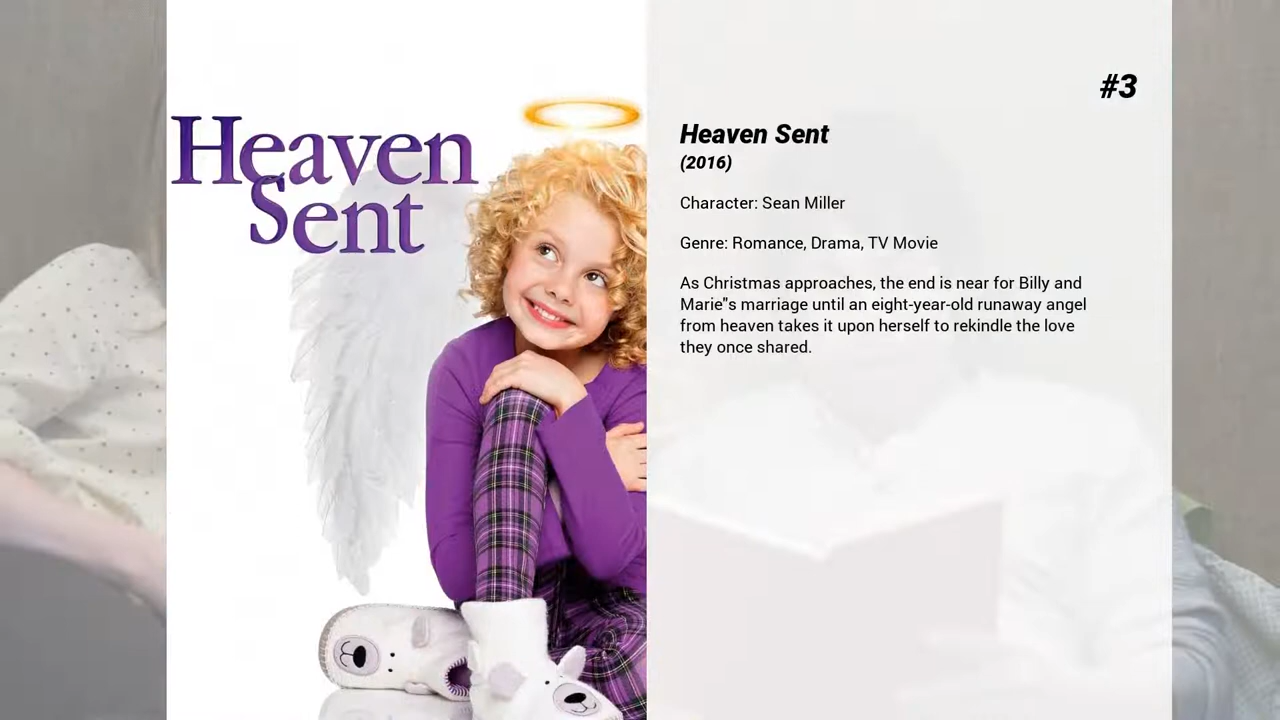 Heaven
Sent
#3
Heaven Sent
(2016)
Character: Sean Miller
Genre: Romance, Drama, TV Movie
As Christmas approaches, the end is near for Billy and
Marie"s marriage until an eight-year-old runaway angel
from heaven takes it upon herself to rekindle the love
they once shared.